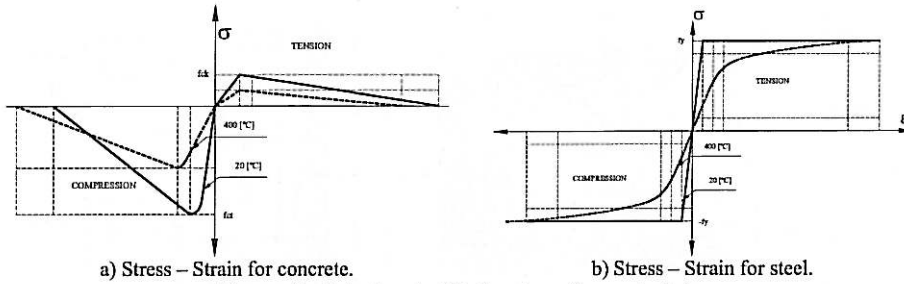 σ
TENSION
fck
400 [°C]
20 [°C]
COMPRESSION
fct
a) Stress – Strain for concrete.
σ
fy
TENSION
ε
400 [°C]
COMPRESSION
20 [°C]
-fy
b) Stress – Strain for steel.